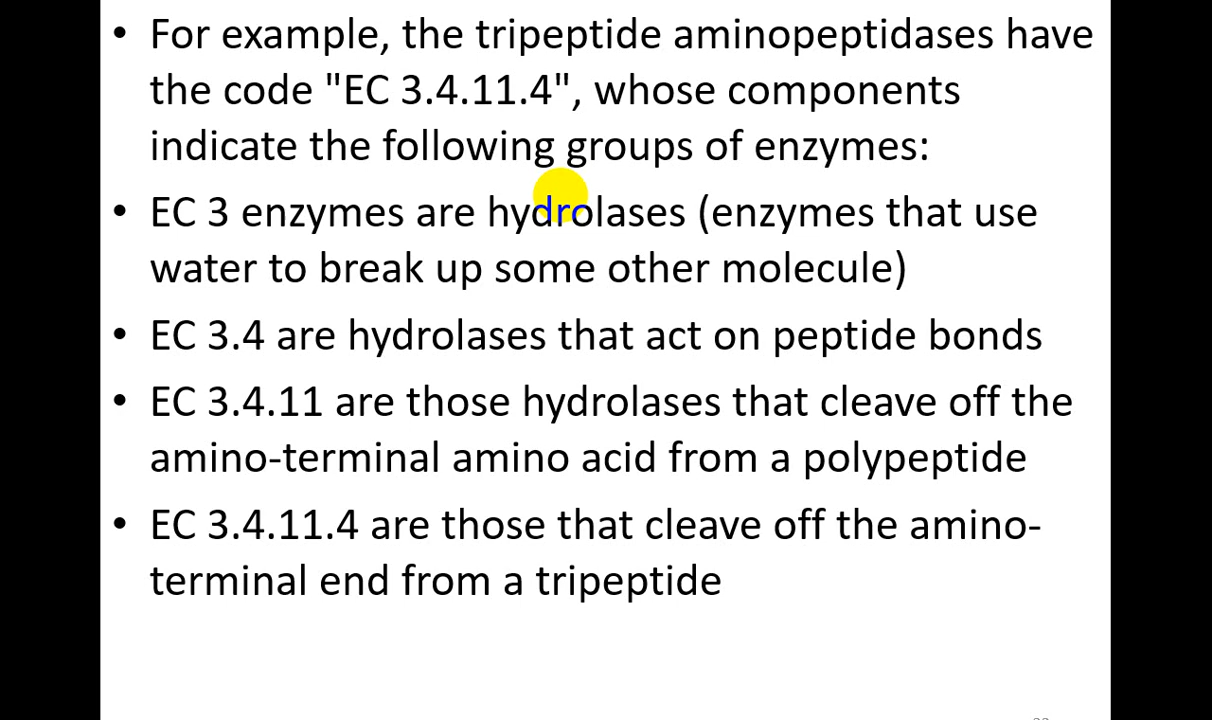 • For example, the tripeptide aminopeptidases have
the code "EC 3.4.11.4", whose components
indicate the following groups of enzymes:
• EC 3 enzymes are hydrolases (enzymes that use
water to break up some other molecule)
• EC 3.4 are hydrolases that act on peptide bonds
• EC 3.4.11 are those hydrolases that cleave off the
amino-terminal amino acid from a polypeptide
• EC 3.4.11.4 are those that cleave off the amino-
terminal end from a tripeptide